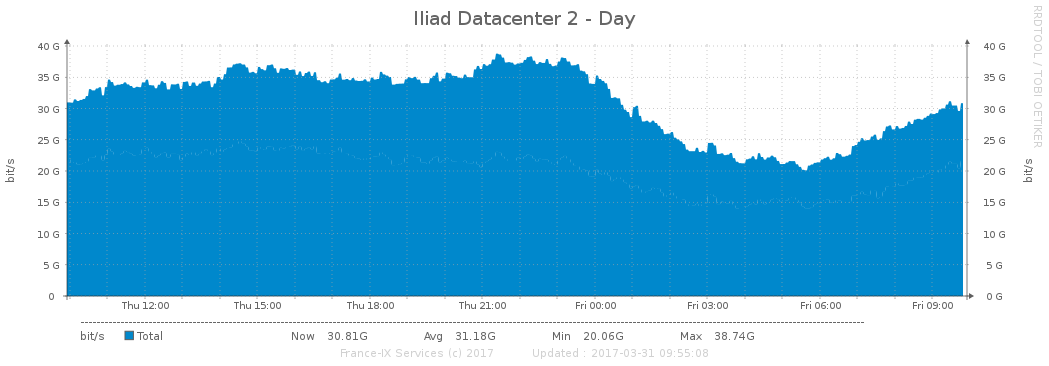 Iliad Datacenter 2 - Day
RRDTOOL / TOBI OETIKER
40 G 40 G
35 G 35 G
30 G 30 G
25 G 25 G
20 G 20 G
15 G 15 G
10 G 10 G
5 G 5 G
0 0 G
bit/s bit/s
Thu 12:00 Thu 15:00 Thu 18:00 Thu 21:00 Fri 00:00 Fri 03:00 Fri 06:00 Fri 09:00
bit/s Total Now 30.81G Avg 31.18G Min 20.06G Max 38.74G
France-IX Services (c) 2017 Updated : 2017-03-31 09:55:08